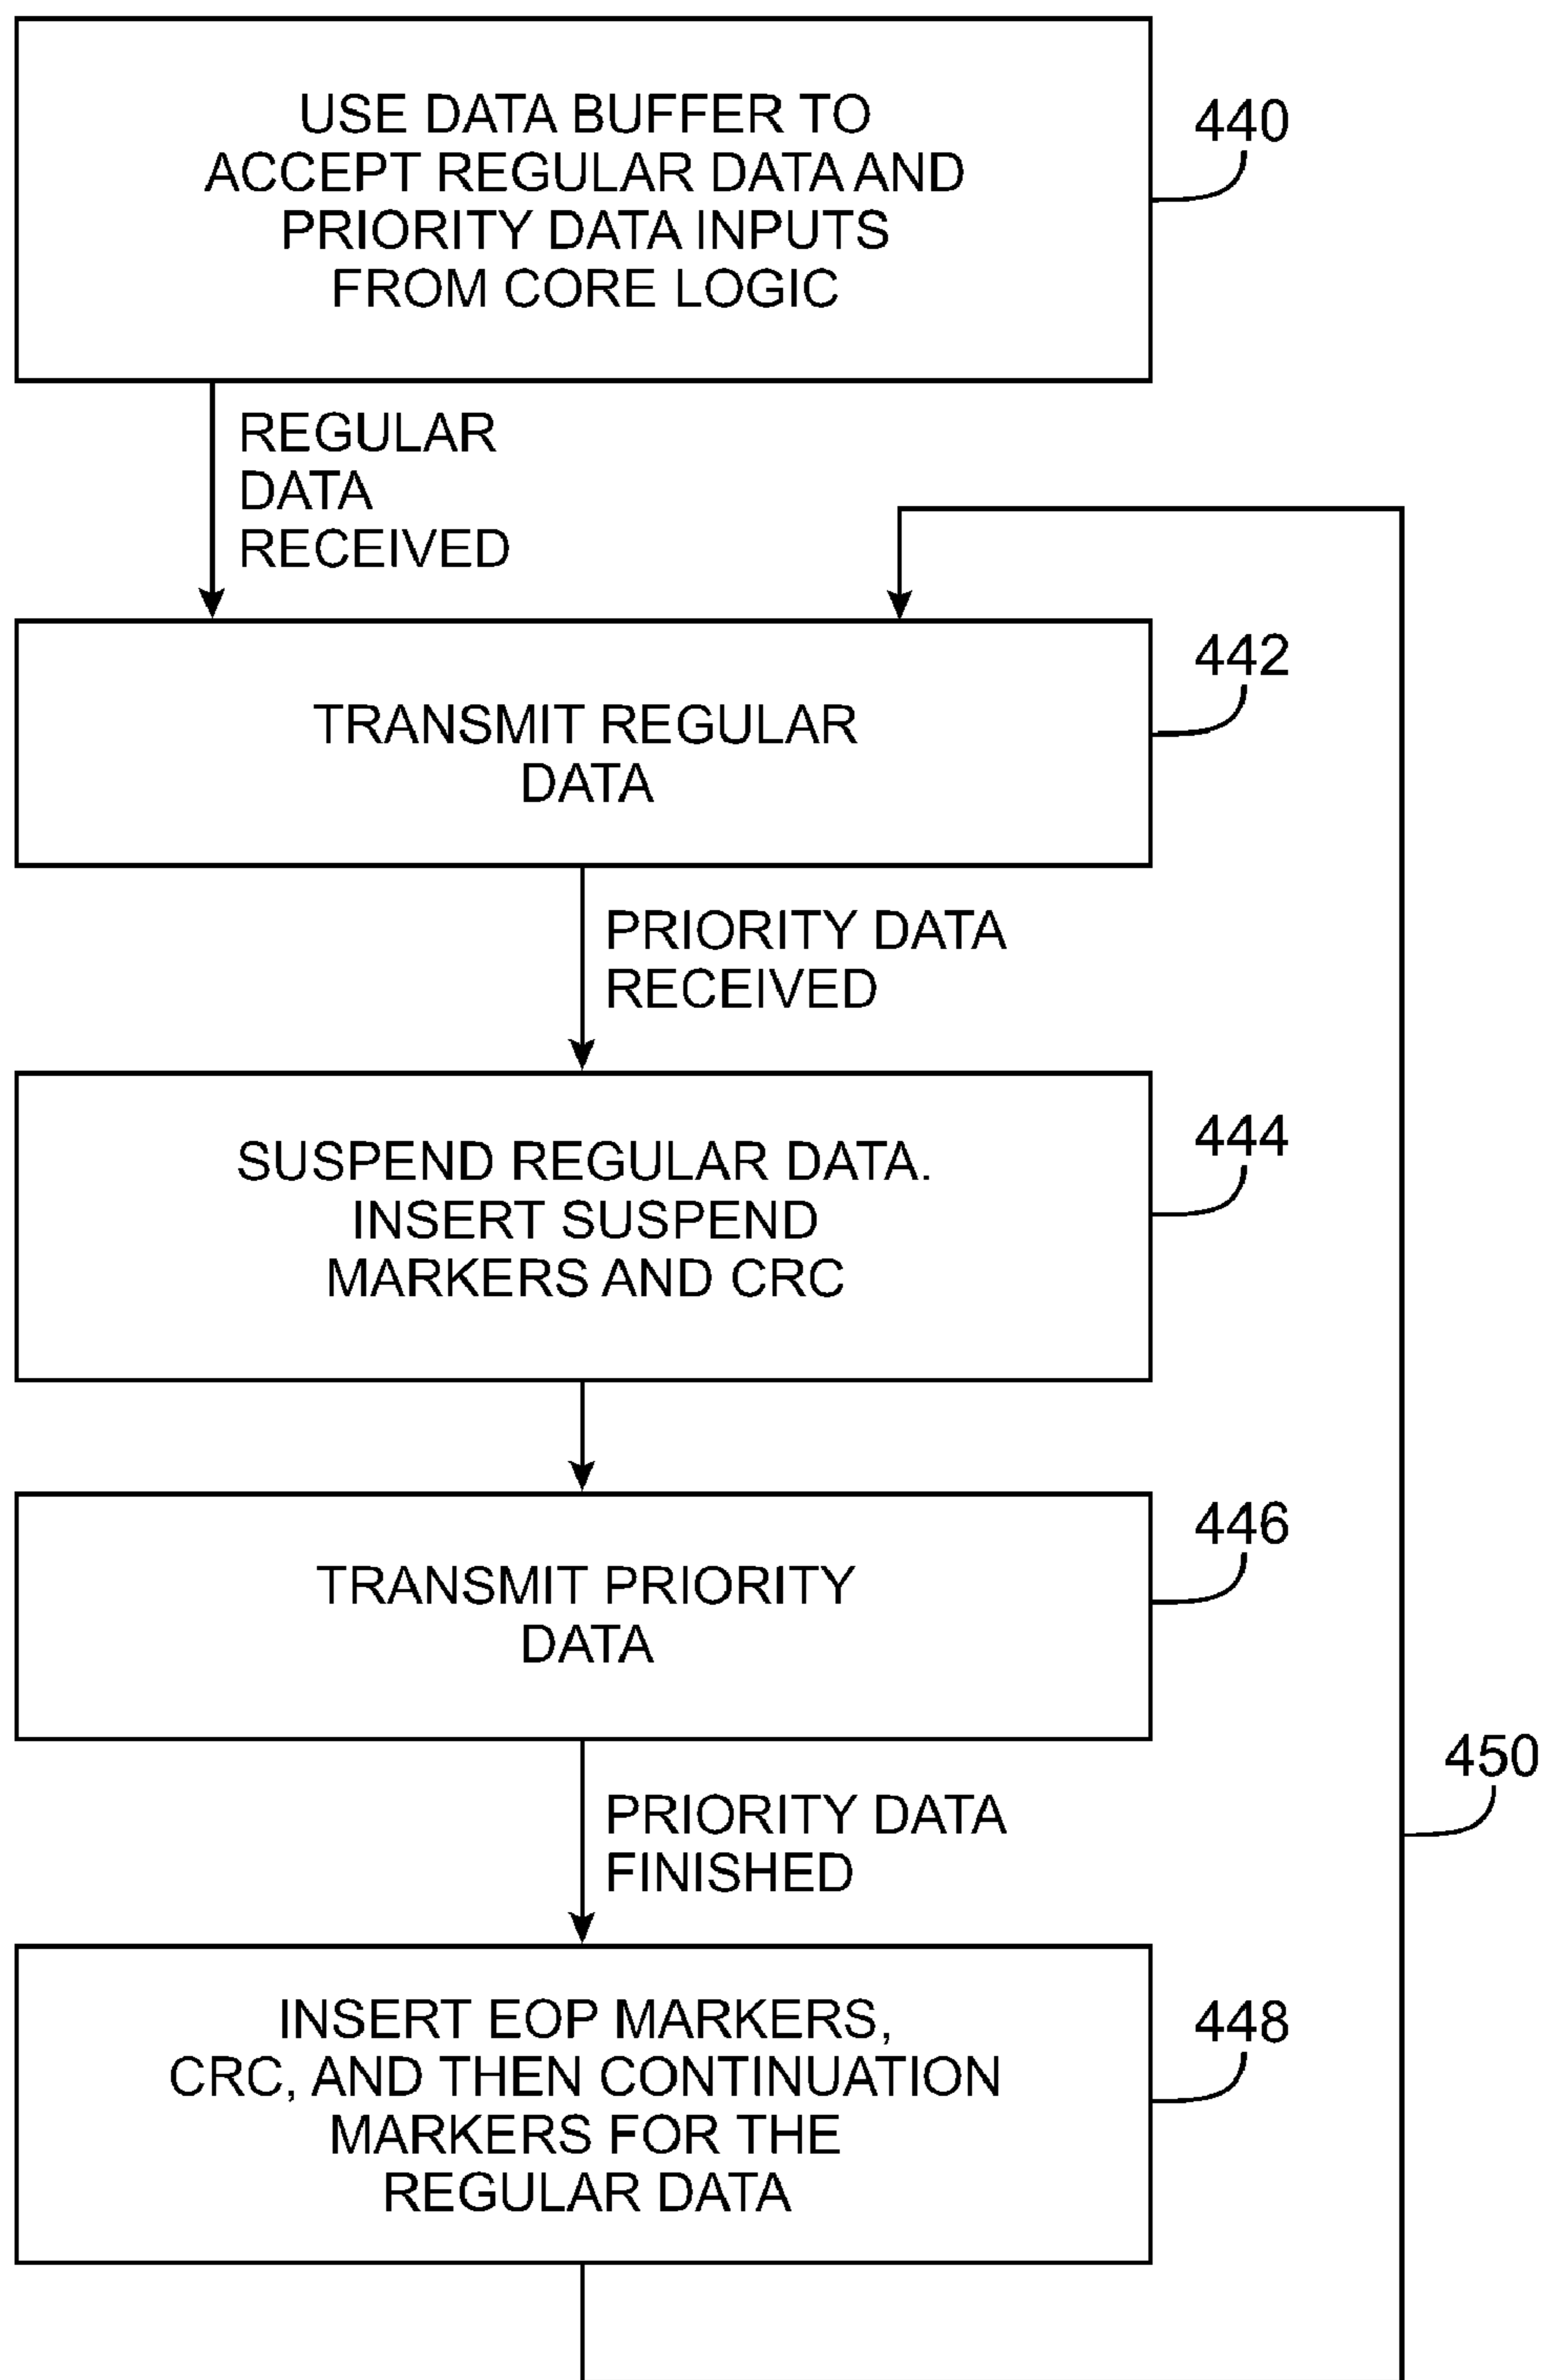 USE DATA BUFFER TO
ACCEPT REGULAR DATA AND
PRIORITY DATA INPUTS
FROM CORE LOGIC
440
REGULAR
DATA
RECEIVED
TRANSMIT REGULAR
DATA
442
PRIORITY DATA
RECEIVED
SUSPEND REGULAR DATA.
INSERT SUSPEND
MARKERS AND CRC
444
TRANSMIT PRIORITY
DATA
446
450
PRIORITY DATA
FINISHED
INSERT EOP MARKERS,
CRC, AND THEN CONTINUATION
MARKERS FOR THE
REGULAR DATA
448